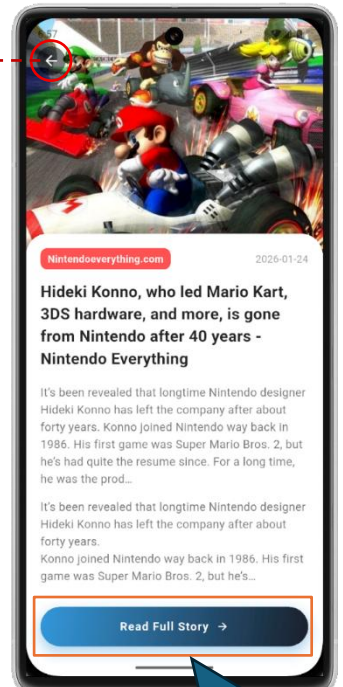 :57
←
Nintendoeverything.com 2026-01-24
Hideki Konno, who led Mario Kart,
3DS hardware, and more, is gone
from Nintendo after 40 years -
Nintendo Everything
It's been revealed that longtime Nintendo designer
Hideki Konno has left the company after about
forty years. Konno joined Nintendo way back in
1986. His first game was Super Mario Bros. 2, but
he's had quite the resume since. For a long time,
he was the prod…
It's been revealed that longtime Nintendo designer
Hideki Konno has left the company after about
forty years.
Konno joined Nintendo way back in 1986. His first
game was Super Mario Bros. 2, but he's…
Read Full Story →